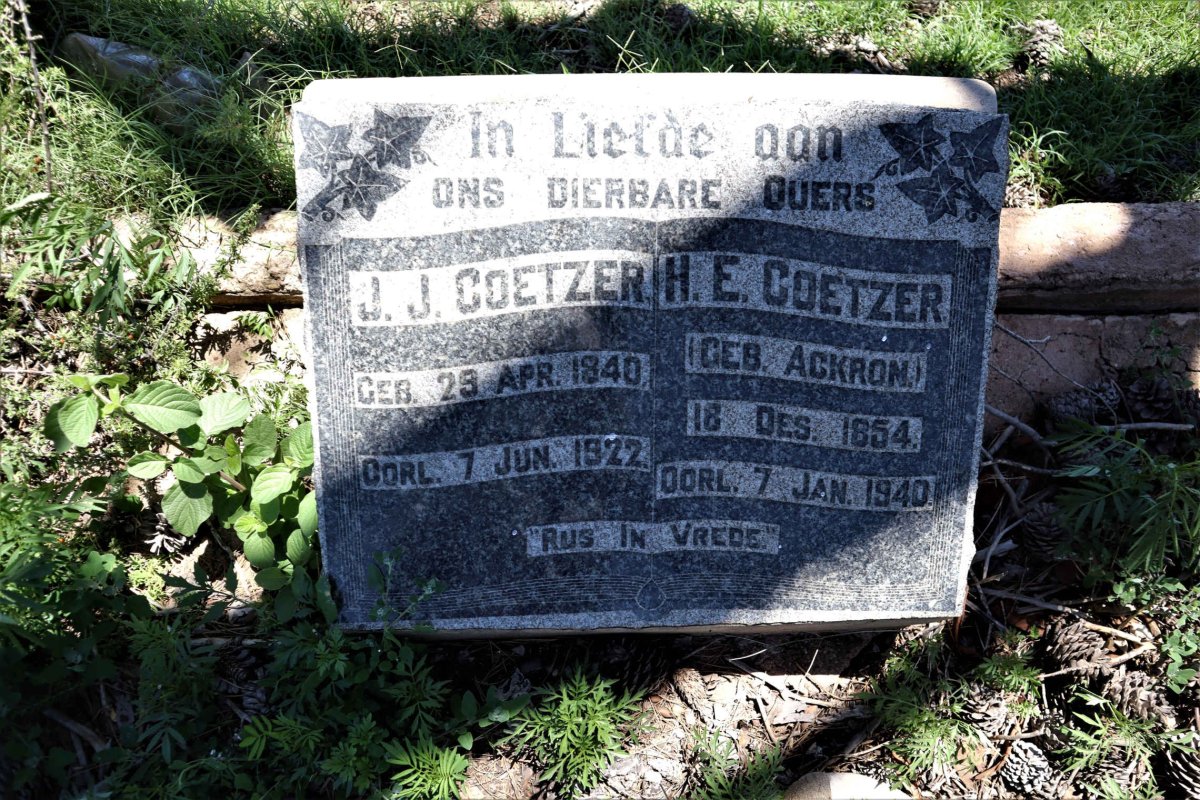 In Liefde aan
ONS DIERBARE OUERS
J. J. COETZER
GEB. 29 APR. 1840
OORL. 7 JUN. 1922.
H. E. COETZER
(GEB. ACKRON.)
18 DES. 1854.
OORL. 7 JAN. 1940
"RUS IN VREDE."